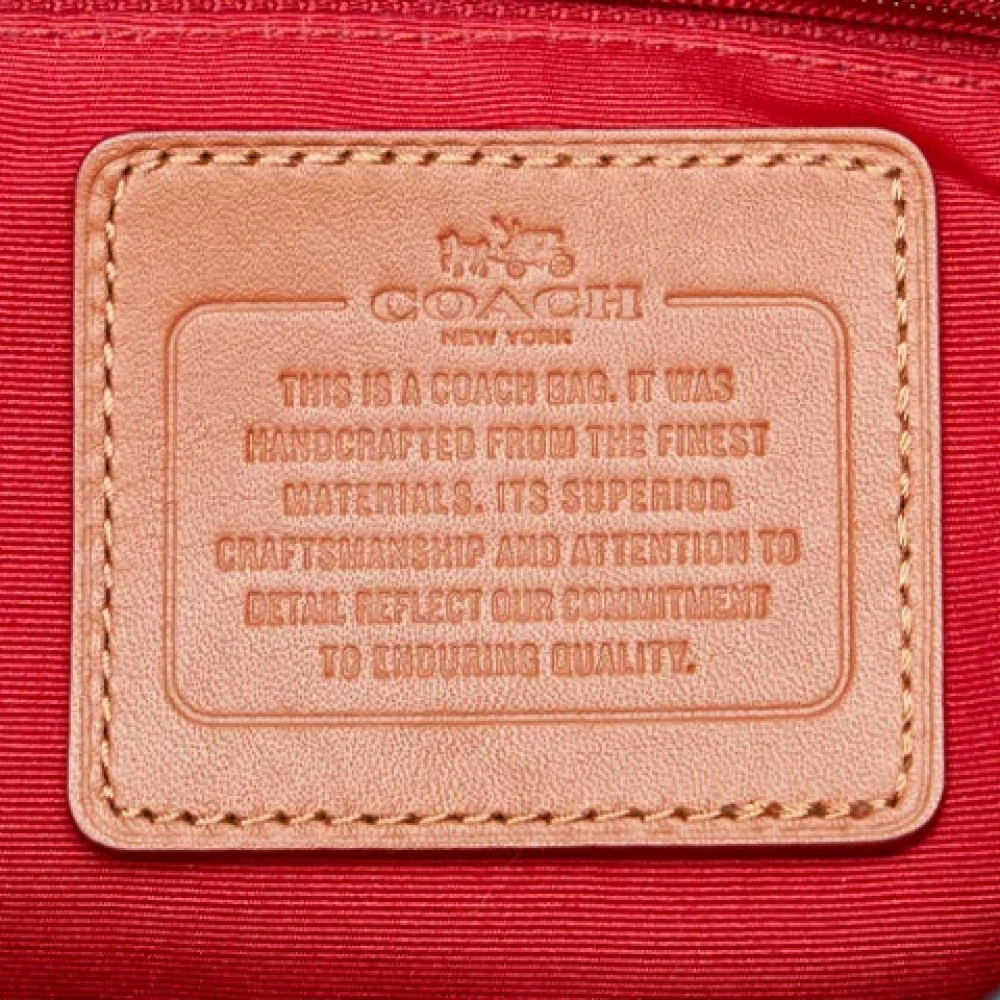 COACH
NEW YORK
THIS IS A COACH BAG. IT WAS
HANDCRAFTED FROM THE FINEST
MATERIALS. ITS SUPERIOR
CRAFTSMANSHIP AND ATTENTION TO
DETAIL REFLECT OUR COMMITMENT
TO ENDURING QUALITY.